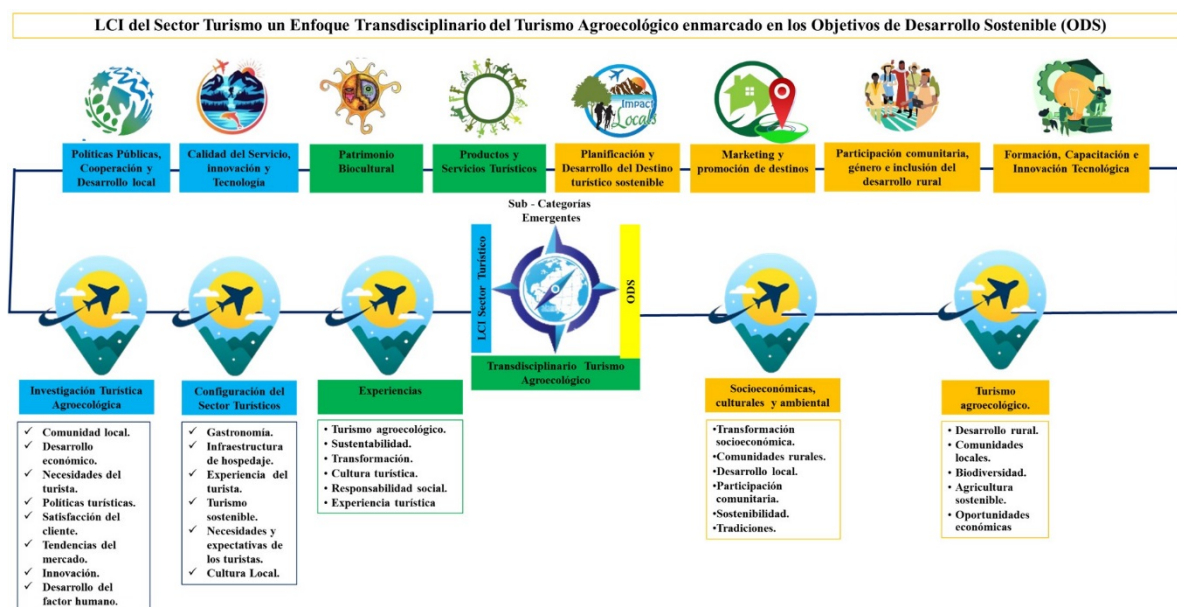 LCI del Sector Turismo un Enfoque Transdisciplinario del Turismo Agroecológico enmarcado en los Objetivos de Desarrollo Sostenible (ODS)
Impact
Locals
Políticas Públicas,
Cooperación y
Desarrollo local
Calidad del Servicio,
innovación y
Tecnología
Patrimonio
Biocultural
Productos y
Servicios Turísticos
Planificación y
Desarrollo del Destino
turístico sostenible
Marketing y
promoción de destinos
Participación comunitaria,
género e inclusión del
desarrollo rural
Formación, Capacitación e
Innovación Tecnológica
Sub - Categorías
Emergentes
LCI Sector Turístico
ODS
Transdisciplinario Turismo
Agroecológico
Investigación Turística
Agroecológica
✓ Comunidad local.
✓ Desarrollo
económico.
✓ Necesidades del
turista.
✓ Políticas turísticas.
✓ Satisfacción del
cliente.
✓ Tendencias del
mercado.
✓ Innovación.
✓ Desarrollo del
factor humano.
Configuración del
Sector Turísticos
✓ Gastronomía.
✓ Infraestructura
de hospedaje.
✓ Experiencia del
turista.
✓ Turismo
sostenible.
✓ Necesidades y
expectativas de
los turistas.
✓ Cultura Local.
Experiencias
• Turismo agroecológico.
• Sustentabilidad.
• Transformación.
• Cultura turística.
• Responsabilidad social.
• Experiencia turística
Socioeconómicas,
culturales y ambiental
•Transformación
socioeconómica.
•Comunidades rurales.
•Desarrollo local.
•Participación
comunitaria.
•Sostenibilidad.
•Tradiciones.
Turismo
agroecológico.
• Desarrollo rural.
• Comunidades
locales.
• Biodiversidad.
• Agricultura
sostenible.
• Oportunidades
económicas